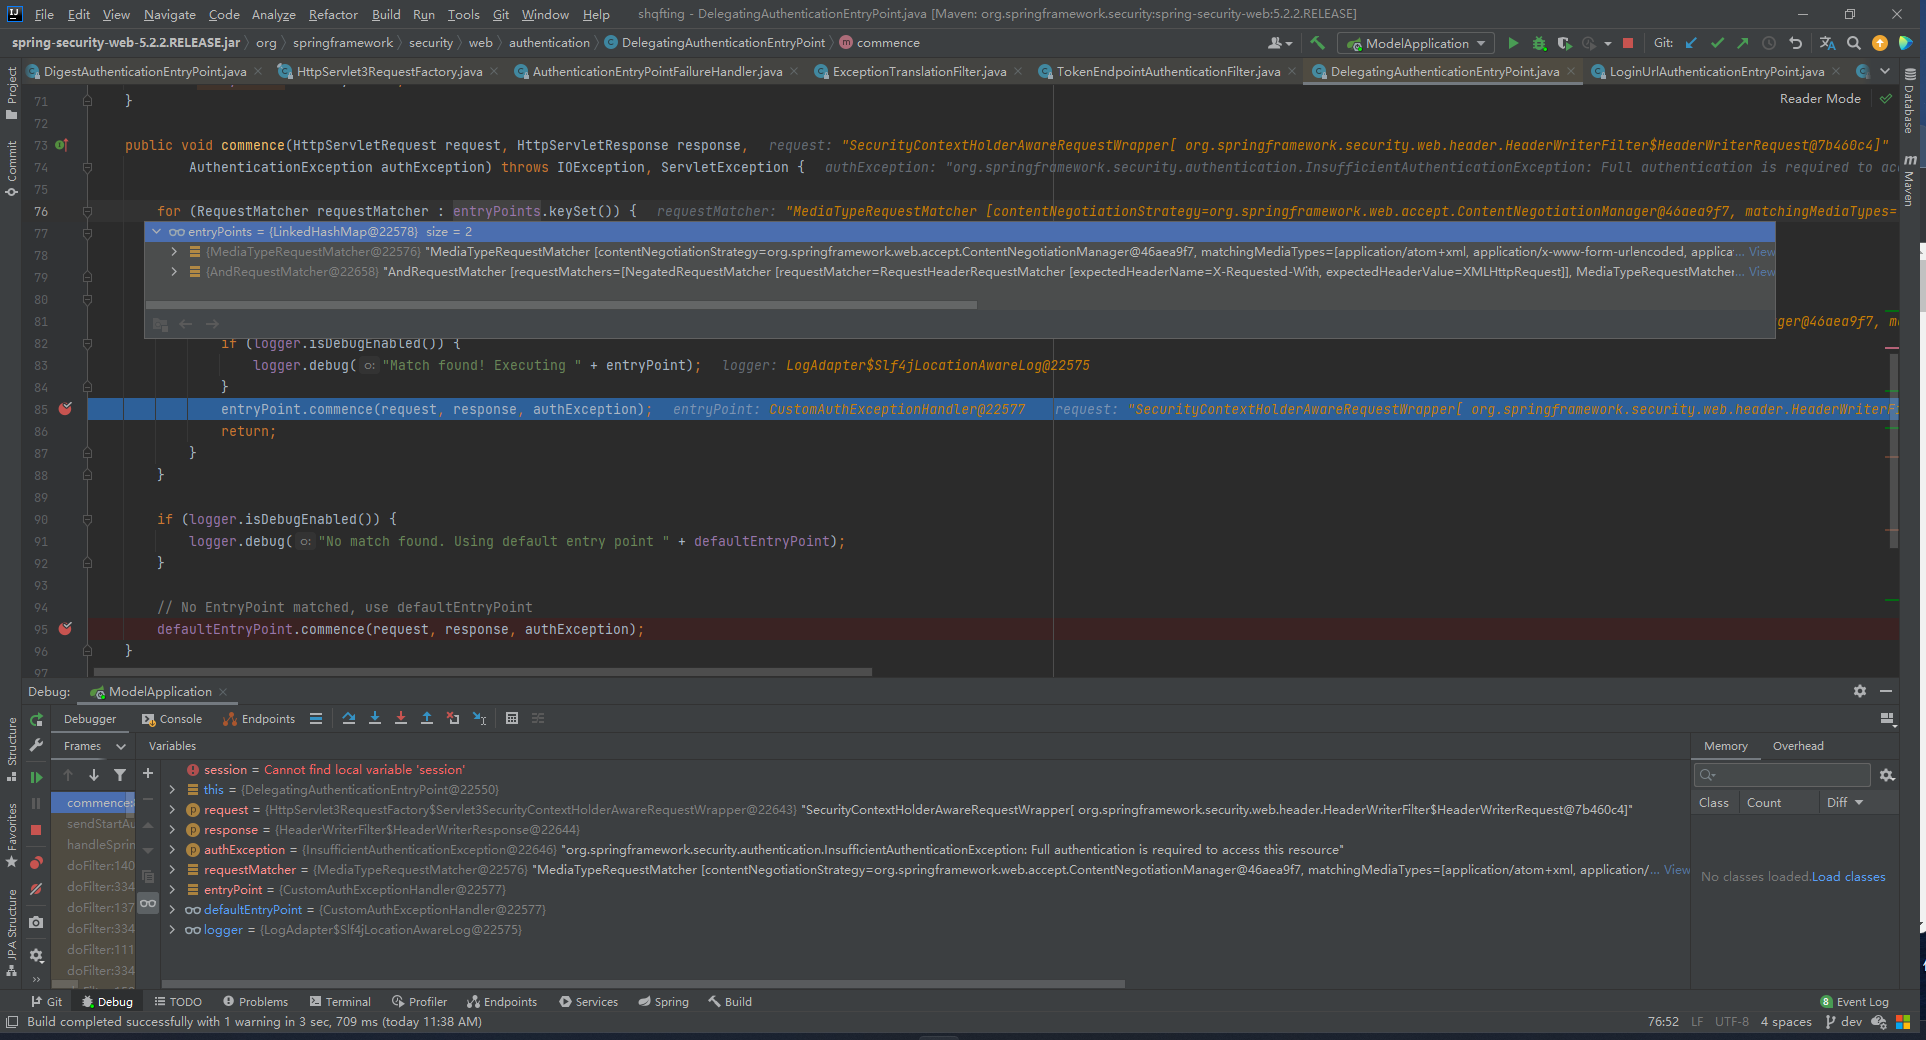 File Edit View Navigate Code Analyze Refactor Build Run Tools Git Window Help shqfting - DelegatingAuthenticationEntryPoint.java [Maven: org.springframework.security:spring-security-web:5.2.2.RELEASE]
spring-security-web-5.2.2.RELEASE.jar org springframework security web authentication DelegatingAuthenticationEntryPoint commence ModelApplication Git:
DigestAuthenticationEntryPoint.java HttpServlet3RequestFactory.java AuthenticationEntryPointFailureHandler.java ExceptionTranslationFilter.java TokenEndpointAuthenticationFilter.java DelegatingAuthenticationEntryPoint.java LoginUrlAuthenticationEntryPoint.java
Project
Commit
Structure
Favorites
JPA Structure
Database
Maven
Reader Mode
71 }
72
73 public void commence(HttpServletRequest request, HttpServletResponse response, request: "SecurityContextHolderAwareRequestWrapper[ org.springframework.security.web.header.HeaderWriterFilter$HeaderWriterRequest@7b460c4]"
74 AuthenticationException authException) throws IOException, ServletException { authException: "org.springframework.security.authentication.InsufficientAuthenticationException: Full authentication is required to acc
75
76 for (RequestMatcher requestMatcher : entryPoints.keySet()) { requestMatcher: "MediaTypeRequestMatcher [contentNegotiationStrategy=org.springframework.web.accept.ContentNegotiationManager@46aea9f7, matchingMediaTypes=
77 entryPoints = {LinkedHashMap@22578} size = 2
78 {MediaTypeRequestMatcher@22576} "MediaTypeRequestMatcher [contentNegotiationStrategy=org.springframework.web.accept.ContentNegotiationManager@46aea9f7, matchingMediaTypes=[application/atom+xml, application/x-www-form-urlencoded, applica... View
79 {AndRequestMatcher@22658} "AndRequestMatcher [requestMatchers=[NegatedRequestMatcher [requestMatcher=RequestHeaderRequestMatcher [expectedHeaderName=X-Requested-With, expectedHeaderValue=XMLHttpRequest]], MediaTypeRequestMatcher... View
80
81 ger@46aea9f7, m
82 if (logger.isDebugEnabled()) {
83 logger.debug( o: "Match found! Executing " + entryPoint); logger: LogAdapter$Slf4jLocationAwareLog@22575
84 }
85 entryPoint.commence(request, response, authException); entryPoint: CustomAuthExceptionHandler@22577 request: "SecurityContextHolderAwareRequestWrapper[ org.springframework.security.web.header.HeaderWriterFi
86 return;
87 }
88 }
89
90 if (logger.isDebugEnabled()) {
91 logger.debug( o: "No match found. Using default entry point " + defaultEntryPoint);
92 }
93
94 // No EntryPoint matched, use defaultEntryPoint
95 defaultEntryPoint.commence(request, response, authException);
96 }
97
Debug: ModelApplication
Debugger Console Endpoints
Frames Variables
Memory Overhead
Class Count Diff
No classes loaded. Load classes
commence:
sendStartAu
handleSprin
doFilter:140
doFilter:334
doFilter:137
doFilter:334
doFilter:111
doFilter:334
session = Cannot find local variable 'session'
this = {DelegatingAuthenticationEntryPoint@22550}
request = {HttpServlet3RequestFactory$Servlet3SecurityContextHolderAwareRequestWrapper@22643} "SecurityContextHolderAwareRequestWrapper[ org.springframework.security.web.header.HeaderWriterFilter$HeaderWriterRequest@7b460c4]"
response = {HeaderWriterFilter$HeaderWriterResponse@22644}
authException = {InsufficientAuthenticationException@22646} "org.springframework.security.authentication.InsufficientAuthenticationException: Full authentication is required to access this resource"
requestMatcher = {MediaTypeRequestMatcher@22576} "MediaTypeRequestMatcher [contentNegotiationStrategy=org.springframework.web.accept.ContentNegotiationManager@46aea9f7, matchingMediaTypes=[application/atom+xml, application/... View
entryPoint = {CustomAuthExceptionHandler@22577}
defaultEntryPoint = {CustomAuthExceptionHandler@22577}
logger = {LogAdapter$Slf4jLocationAwareLog@22575}
Git Debug TODO Problems Terminal Profiler Endpoints Services Spring Build 8 Event Log
Build completed successfully with 1 warning in 3 sec, 709 ms (today 11:38 AM) 76:52 LF UTF-8 4 spaces dev